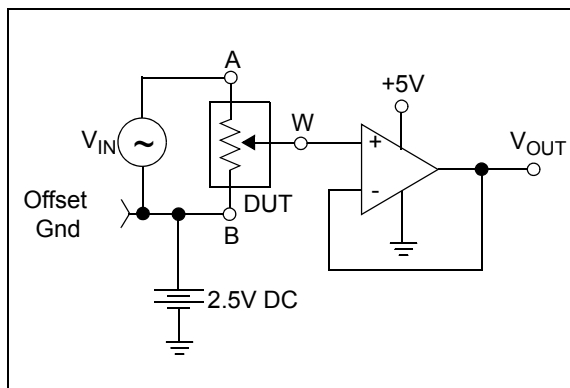 A
+5V
W
V_IN
~
+
V_OUT
-
Offset
Gnd
DUT
B
2.5V DC